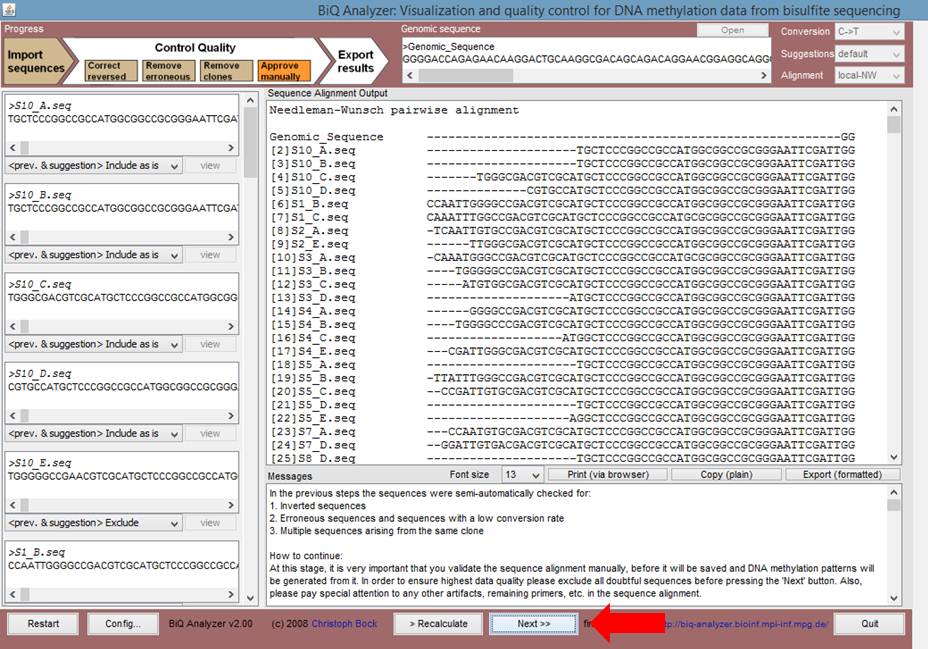 BiQ Analyzer: Visualization and quality control for DNA methylation data from bisulfite sequencing
Progress
Import sequences
Control Quality
Correct reversed
Remove erroneous
Remove clones
Approve manually
Export results
Genomic sequence
Open
>Genomic_Sequence
GGGGACCAGAGAACAAGGACTGCAAGGCGACAGCAGACAGGAACGGAGGCAGG
Conversion C->T
Suggestions default
Alignment local-NW
>S10_A.seq
TGCTCCCGGCCGCCATGGCGGCCGCGGGAATTCGA
<prev. & suggestion> Include as is
view
>S10_B.seq
TGCTCCCGGCCGCCATGGCGGCCGCGGGAATTCGA
<prev. & suggestion> Include as is
view
>S10_C.seq
TGGGCGACGTCGCATGCTCCCGGCCGCCATGGCGG
<prev. & suggestion> Include as is
view
>S10_D.seq
CGTGCCATGCTCCCGGCCGCCATGGCGGCCGCGGG
<prev. & suggestion> Include as is
view
>S10_E.seq
TGGGGGCCGAACGTCGCATGCTCCCGGCCGCCATG
<prev. & suggestion> Exclude
view
>S1_B.seq
CCAATTGGGGCCGACGTCGCATGCTCCCGGCCGCC
Sequence Alignment Output
Needleman-Wunsch pairwise alignment
Genomic_Sequence ----------------------------------------------------------GG
[2]S10_A.seq ---------------------TGCTCCCGGCCGCCATGGCGGCCGCGGGAATTCGATTGG
[3]S10_B.seq ---------------------TGCTCCCGGCCGCCATGGCGGCCGCGGGAATTCGATTGG
[4]S10_C.seq -------TGGGCGACGTCGCATGCTCCCGGCCGCCATGGCGGCCGCGGGAATTCGATTGG
[5]S10_D.seq --------------CGTGCCATGCTCCCGGCCGCCATGGCGGCCGCGGGAATTCGATTGG
[6]S1_B.seq CCAATTGGGGCCGACGTCGCATGCTCCCGGCCGCCATGGCGGCCGCGGGAATTCGATTGG
[7]S1_C.seq CAAATTTGGCCGACGTCGCATGCTCCCGGCCGCCATGCGCGGCCGCGGGAATTCGATTGG
[8]S2_A.seq -TCAATTGTGCCGACGTCGCATGCTCCCGGCCGCCATGGCGGCCGCGGGAATTCGATTGG
[9]S2_E.seq ------TTGGGCGACGTCGCATGCTCCCGGCCGCCATGGCGGCCGCGGGAATTCGATTGG
[10]S3_A.seq -CAAATGGGCCGACGTCGCATGCTCCCGGCCGCCATGGCGGCCGCGGGAATTCGATTGG
[11]S3_B.seq ----TGGGGGCCGACGTCGCATGCTCCCGGCCGCCATGGCGGCCGCGGGAATTCGATTGG
[12]S3_C.seq -----ATGTGGCGACGTCGCATGCTCCCGGCCGCCATGGCGGCCGCGGGAATTCGATTGG
[13]S3_D.seq --------------------ATGCTCCCGGCCGCCATGGCGGCCGCGGGAATTCGATTGG
[14]S4_A.seq ------GGGGCCGACGTCGCATGCTCCCGGCCGCCATGGCGGCCGCGGGAATTCGATTGG
[15]S4_B.seq ----TGGGGCCCGACGTCGCATGCTCCCGGCCGCCATGGCGGCCGCGGGAATTCGATTGG
[16]S4_C.seq -------------------ATGGCTCCCGGCCGCCATGGCGGCCGCGGGAATTCGATTGG
[17]S4_E.seq ---CGATTGGGCGACGTCGCATGCTCCCGGCCGCCATGGCGGCCGCGGGAATTCGATTGG
[18]S5_A.seq ---------------------TGCTCCCGGCCGCCATGGCGGCCGCGGGAATTCGATTGG
[19]S5_B.seq -TTATTTGGGCCGACGTCGCATGCTCCCGGCCGCCATGGCGGCCGCGGGAATTCGATTGG
[20]S5_C.seq --CCGATTGTGCGACGTCGCATGCTCCCGGCCGCCATGGCGGCCGCGGGAATTCGATTGG
[21]S5_D.seq ---------------------TGCTCCCGGCCGCCATGGCGGCCGCGGGAATTCGATTGG
[22]S5_E.seq --------------------AGGCTCCCGGCCGCCATGGCGGCCGCGGGAATTCGATTGG
[23]S7_A.seq ---CCAATGTGCGACGTCGCATGCTCCCGGCCGCCATGGCGGCCGCGGGAATTCGATTGG
[24]S7_D.seq --GGATTGTGACGACGTCGCATGCTCCCGGCCGCCATGGCGGCCGCGGGAATTCGATTGG
[25]S8_D.seq ---------------------TGCTCCCGGCCGCCATGGCGGCCGCGGGAATTCGATTGG
Messages
Font size 13
Print (via browser)
Copy (plain)
Export (formatted)
In the previous steps the sequences were semi-automatically checked for:
1. Inverted sequences
2. Erroneous sequences and sequences with a low conversion rate
3. Multiple sequences arising from the same clone
How to continue:
At this stage, it is very important that you validate the sequence alignment manually, before it will be saved and DNA methylation patterns will
be generated from it. In order to ensure highest data quality please exclude all doubtful sequences before pressing the 'Next' button. Also,
please pay special attention to any other artifacts, remaining primers, etc. in the sequence alignment.
Restart
Config...
BiQ Analyzer v2.00
(c) 2008 Christoph Bock
> Recalculate
Next >>
tp://biq-analyzer.bioinf.mpi-inf.mpg.de/
Quit